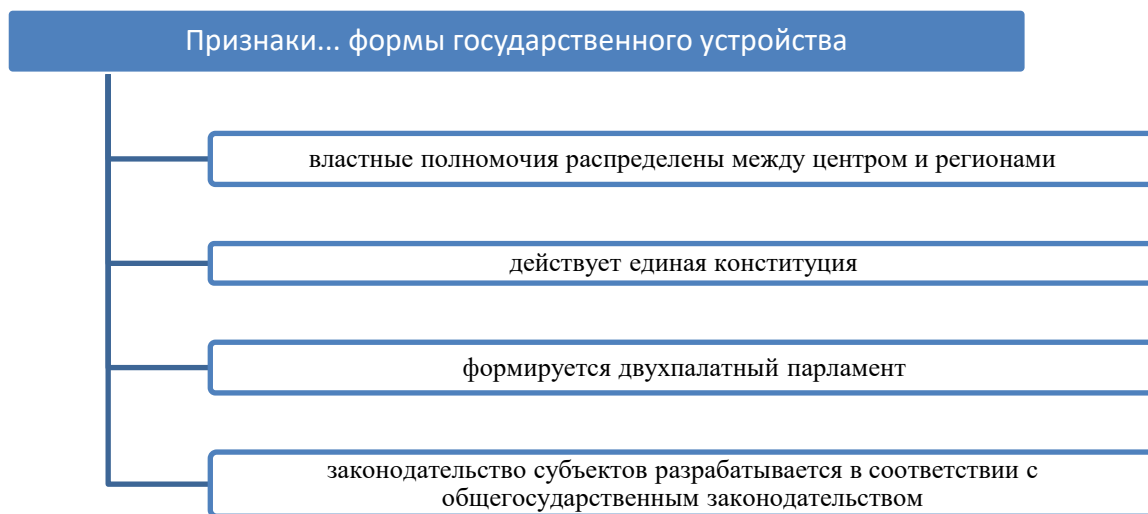 Признаки... формы государственного устройства
властные полномочия распределены между центром и регионами
действует единая конституция
формируется двухпалатный парламент
законодательство субъектов разрабатывается в соответствии с
общегосударственным законодательством